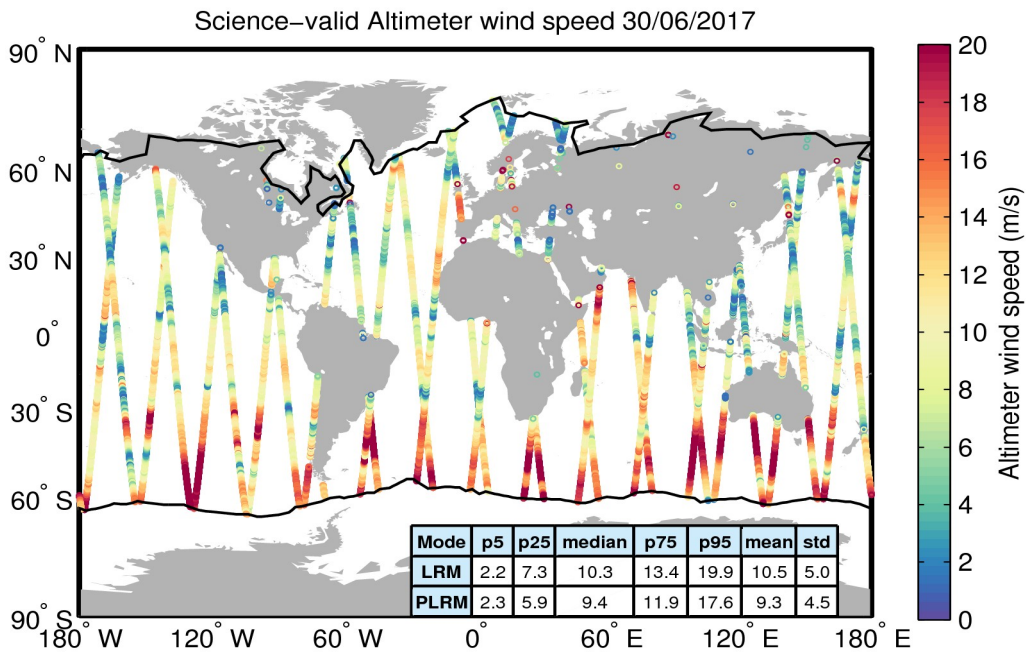 Science-valid Altimeter wind speed 30/06/2017
90° N
60° N
30° N
0°
30° S
60° S
90° S
180° W
120° W
60° W
0°
60° E
120° E
180° E
Mode p5 p25 median p75 p95 mean std
LRM 2.2 7.3 10.3 13.4 19.9 10.5 5.0
PLRM 2.3 5.9 9.4 11.9 17.6 9.3 4.5
20
18
16
14
12
10
8
6
4
2
0
Altimeter wind speed (m/s)